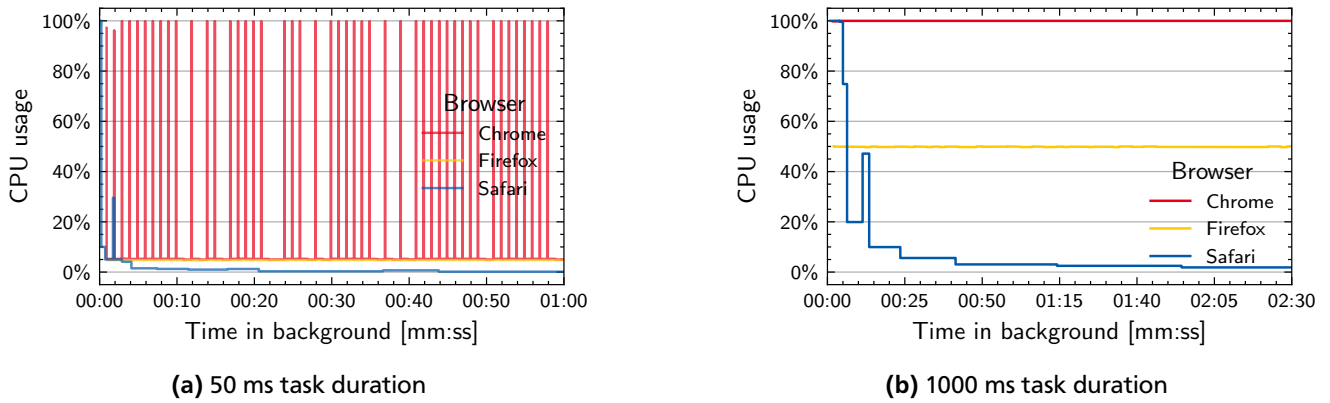 100%
80%
60%
40%
20%
0%
CPU usage
Browser
Chrome
Firefox
Safari
00:00 00:10 00:20 00:30 00:40 00:50 01:00
Time in background [mm:ss]
(a) 50 ms task duration
100%
80%
60%
40%
20%
0%
CPU usage
Browser
Chrome
Firefox
Safari
00:00 00:25 00:50 01:15 01:40 02:05 02:30
Time in background [mm:ss]
(b) 1000 ms task duration